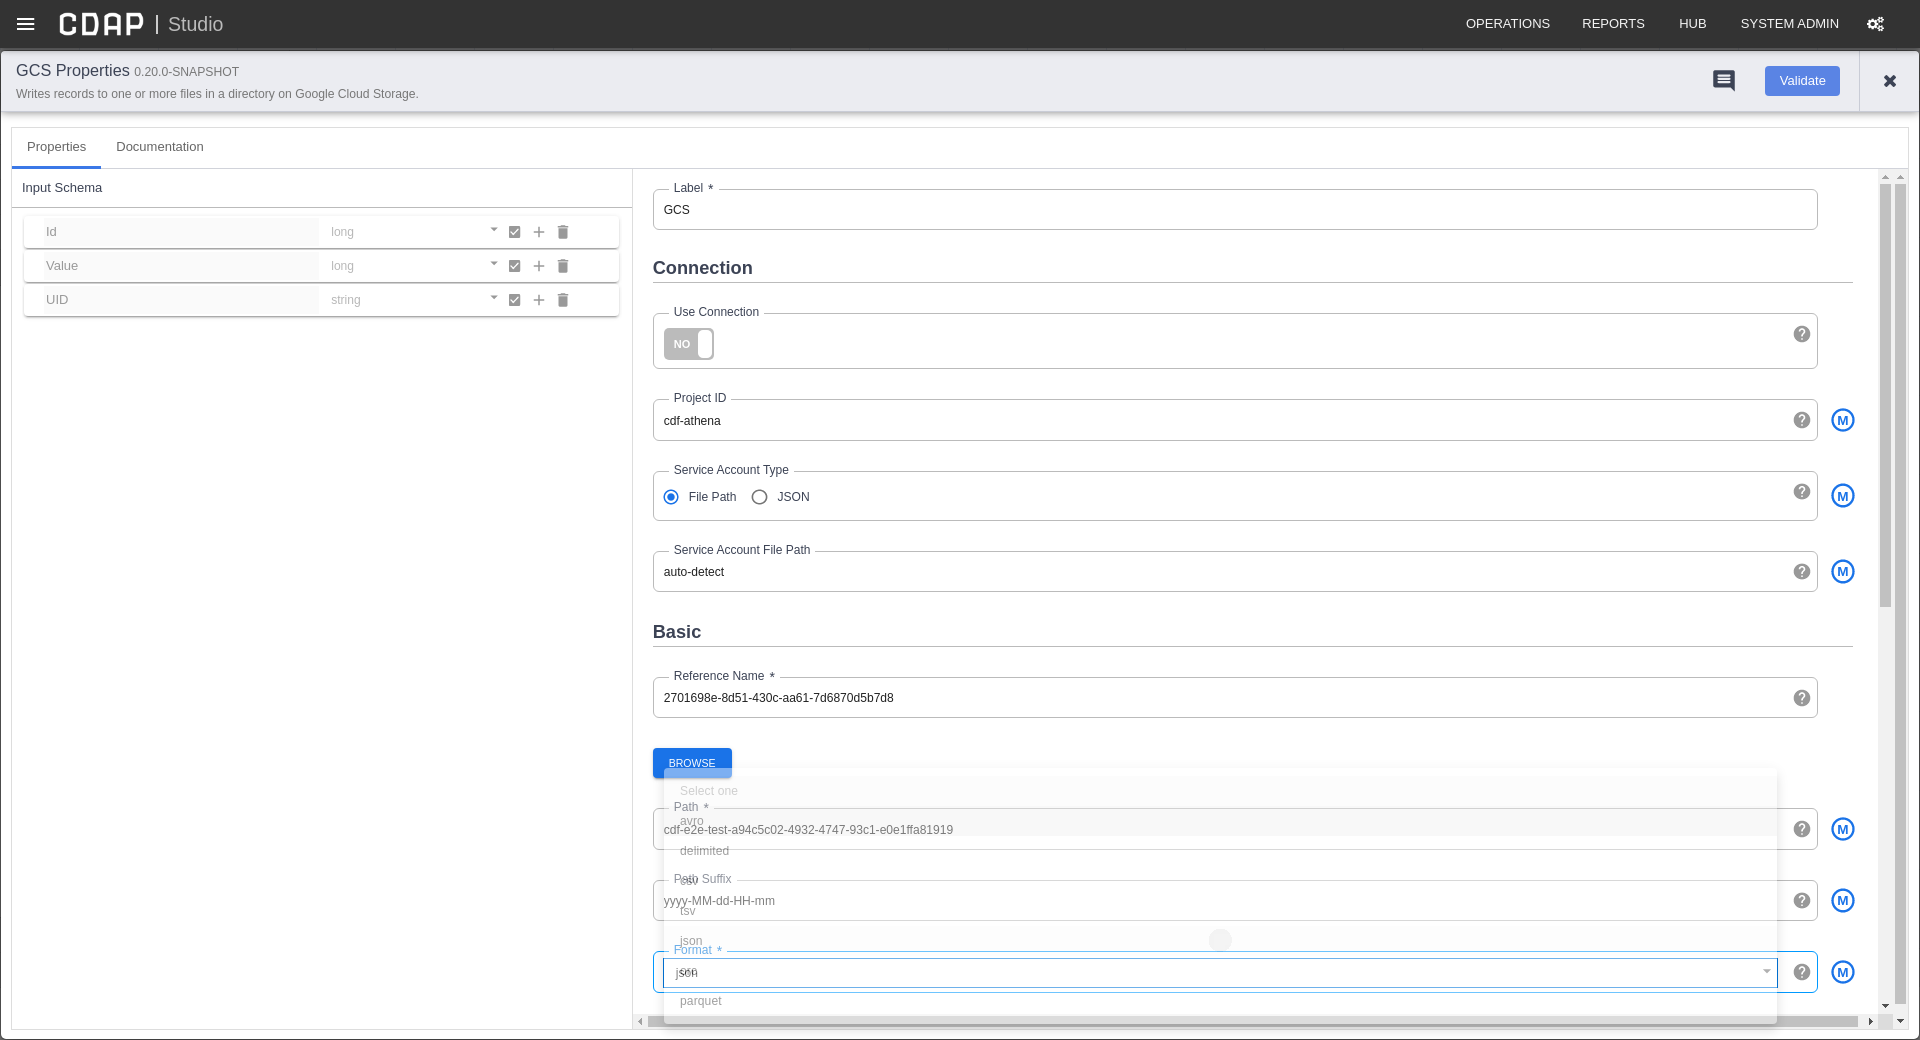 CDAP | Studio
OPERATIONS REPORTS HUB SYSTEM ADMIN
GCS Properties 0.20.0-SNAPSHOT
Writes records to one or more files in a directory on Google Cloud Storage.
Validate
Properties Documentation
Input Schema
Id long
Value long
UID string
Label *
GCS
Connection
Use Connection
NO
Project ID
cdf-athena
M
Service Account Type
File Path JSON
M
Service Account File Path
auto-detect
M
Basic
Reference Name *
2701698e-8d51-430c-aa61-7d6870d5b7d8
BROWSE
Select one
Path *
avro
cdf-e2e-test-a94c5c02-4932-4747-93c1-e0e1ffa81919
M
delimited
Path Suffix
csv
yyyy-MM-dd-HH-mm
M
tsv
json
Format *
json
orc
M
parquet